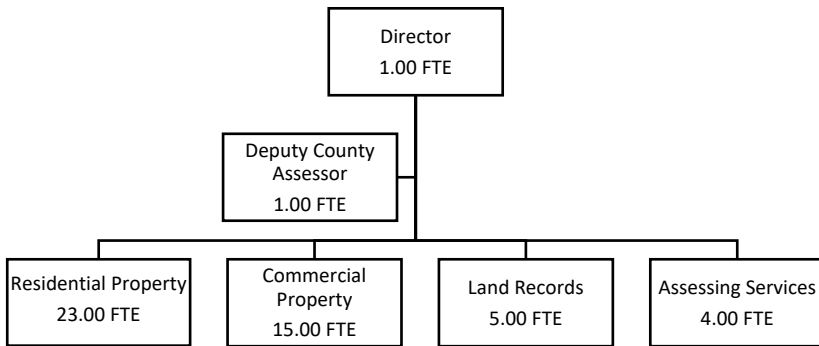 Director
1.00 FTE
Deputy County
Assessor
1.00 FTE
Residential Property
23.00 FTE
Commercial
Property
15.00 FTE
Land Records
5.00 FTE
Assessing Services
4.00 FTE